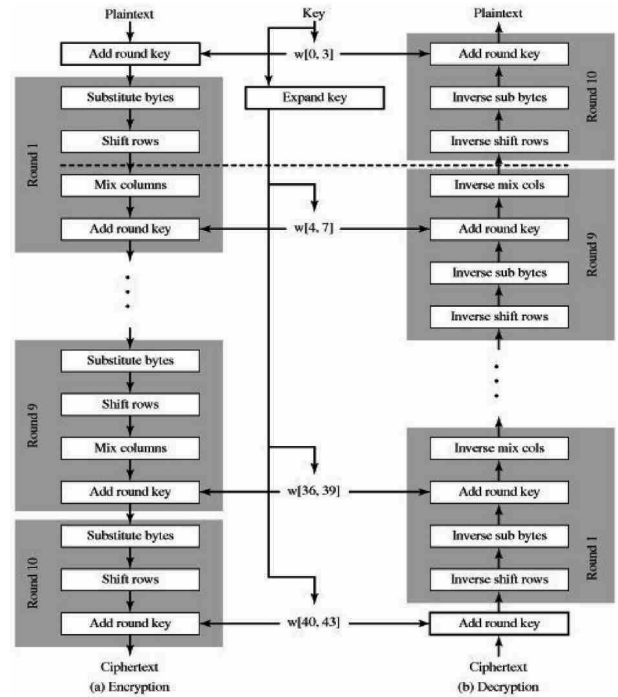 Plaintext
Key
Plaintext
Add round key
w[0, 3]
Add round key
Substitute bytes
Expand key
Inverse sub bytes
Round 10
Round 1
Shift rows
Inverse shift rows
Mix columns
Inverse mix cols
Add round key
w[4, 7]
Add round key
Round 9
Inverse sub bytes
Inverse shift rows
Substitute bytes
Round 9
Shift rows
Mix columns
Inverse mix cols
Add round key
w[36, 39]
Add round key
Substitute bytes
Inverse sub bytes
Round 1
Round 10
Shift rows
Inverse shift rows
Add round key
w[40, 43]
Add round key
Ciphertext
Ciphertext
(a) Encryption
(b) Decryption